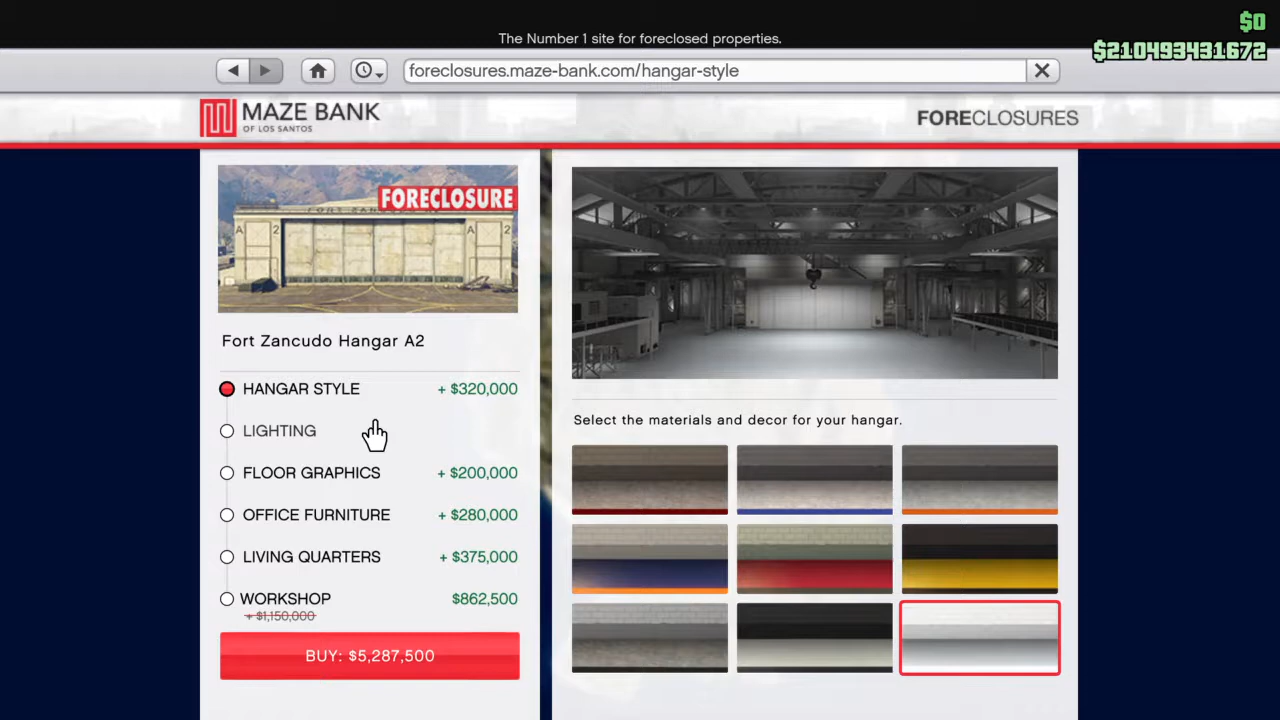 $0
$210493431672
The Number 1 site for foreclosed properties.
foreclosures.maze-bank.com/hangar-style
MAZE BANK
OF LOS SANTOS
FORECLOSURES
FORECLOSURE
A 2
A 2
Fort Zancudo Hangar A2
HANGAR STYLE + $320,000
LIGHTING
FLOOR GRAPHICS + $200,000
OFFICE FURNITURE + $280,000
LIVING QUARTERS + $375,000
WORKSHOP $862,500
+ $1,150,000
BUY: $5,287,500
Select the materials and decor for your hangar.